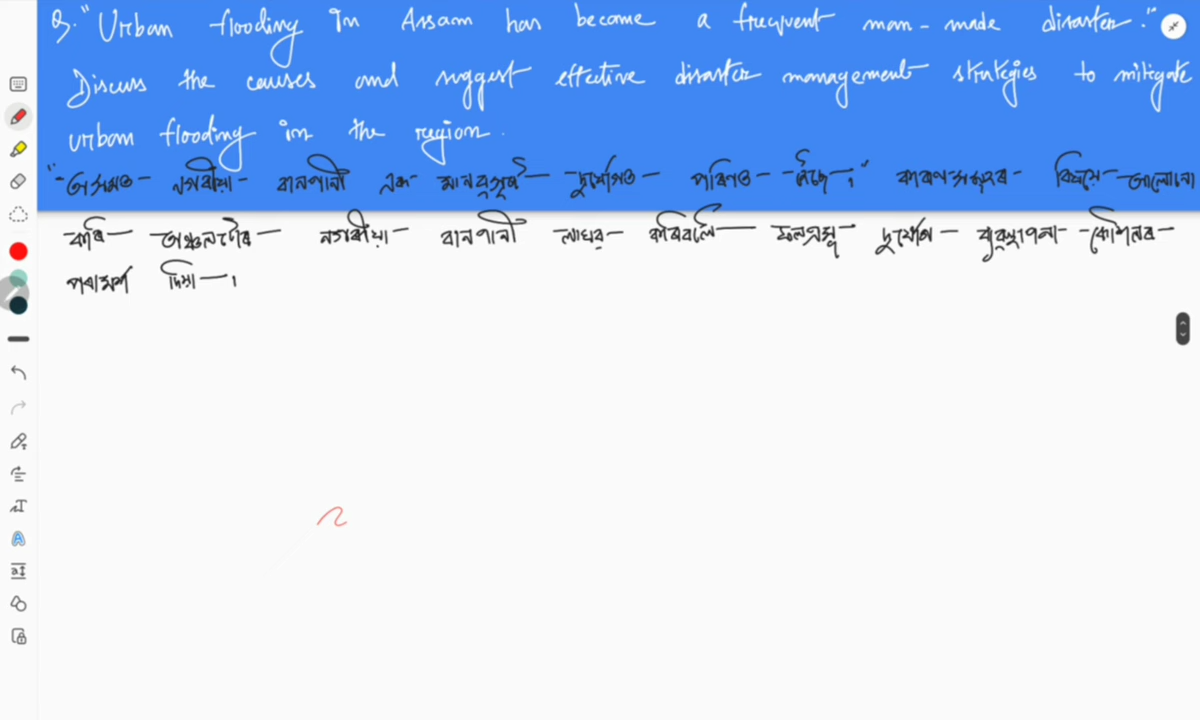 Q. "Urban flooding in Assam has become a frequent man-made disaster."
Discuss the causes and suggest effective disaster management strategies to mitigate
urban flooding in the region.
"অসমত নগৰীয়া বানপানী এক মানৱসৃষ্ট দুৰ্যোগত পৰিণত হৈছে।" কাৰণসমূহৰ বিষয়ে আলোচনা
কৰি অঞ্চলটোৰ নগৰীয়া বানপানী লাঘৱ কৰিবলৈ ফলপ্ৰসূ দুৰ্যোগ ব্যৱস্থাপনা কৌশলৰ
পৰামৰ্শ দিয়া।